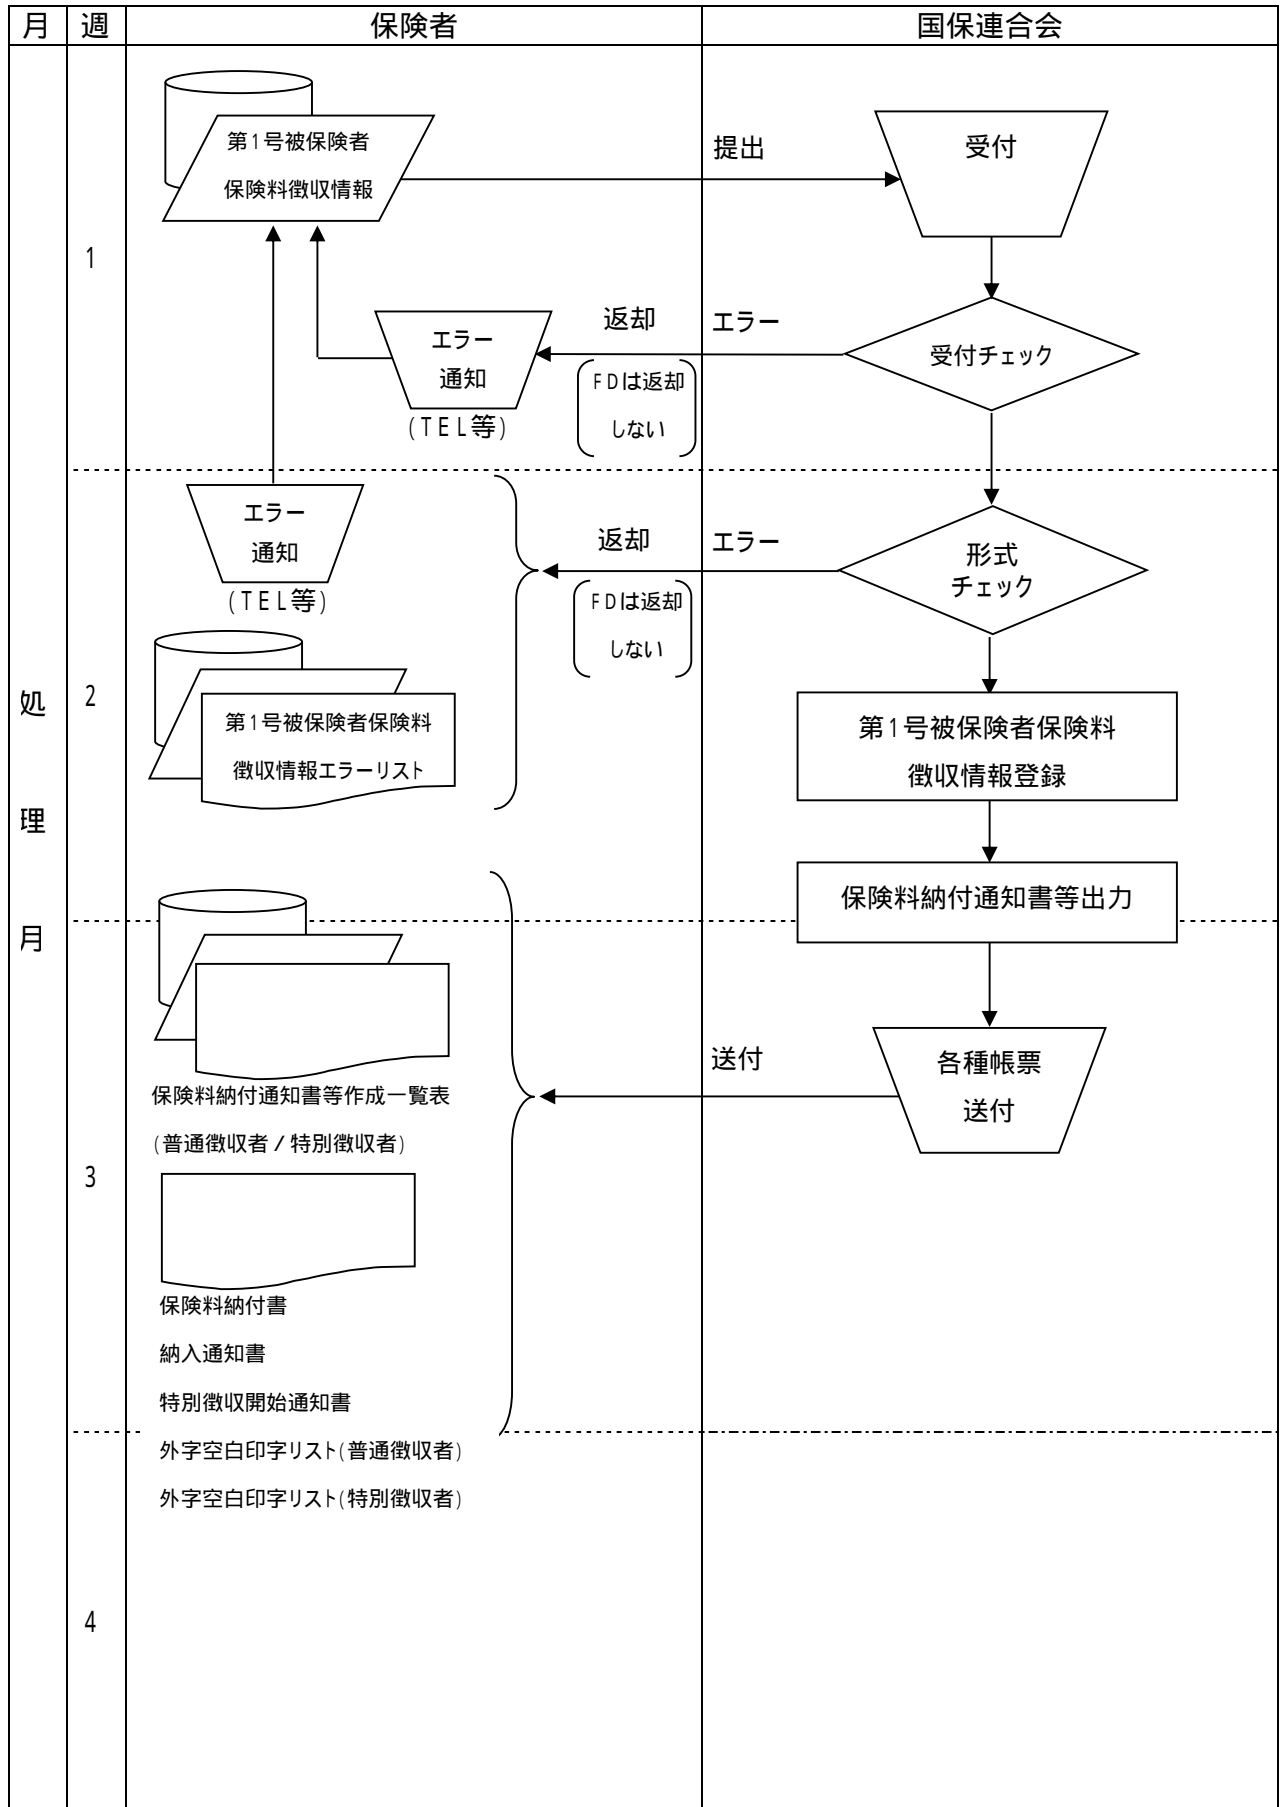 月 週 保険者 国保連合会
第1号被保険者
保険料徴収情報
提出
受付
1
エラー
通知
(TEL等)
返却
エラー
FDは返却
しない
受付チェック
エラー
通知
(TEL等)
返却
エラー
FDは返却
しない
形式
チェック
処
理
月
2
第1号被保険者保険料
徴収情報エラーリスト
第1号被保険者保険料
徴収情報登録
保険料納付通知書等出力
送付
各種帳票
送付
3
保険料納付通知書等作成一覧表
(普通徴収者/特別徴収者)
保険料納付書
納入通知書
特別徴収開始通知書
外字空白印字リスト(普通徴収者)
外字空白印字リスト(特別徴収者)
4